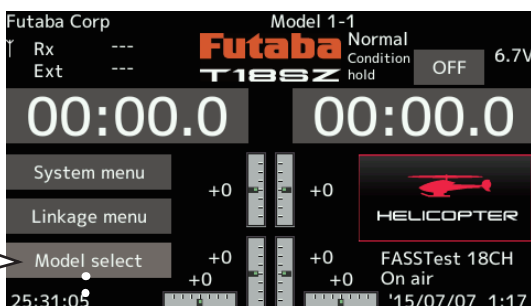 Futaba Corp
Model 1-1
Rx ---
Ext ---
Futaba
T18SZ
Normal
Condition
hold
OFF
6.7V
00:00.0
00:00.0
System menu
Linkage menu
Model select
+0
+0
HELICOPTER
+0
+0
+0
+0
FASSTest 18CH
On air
25:31:05
'15/07/07 1:17